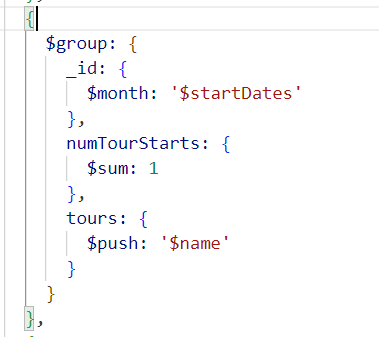 {
$group: {
_id: {
$month: '$startDates'
},
numTourStarts: {
$sum: 1
},
tours: {
$push: '$name'
}
}
},